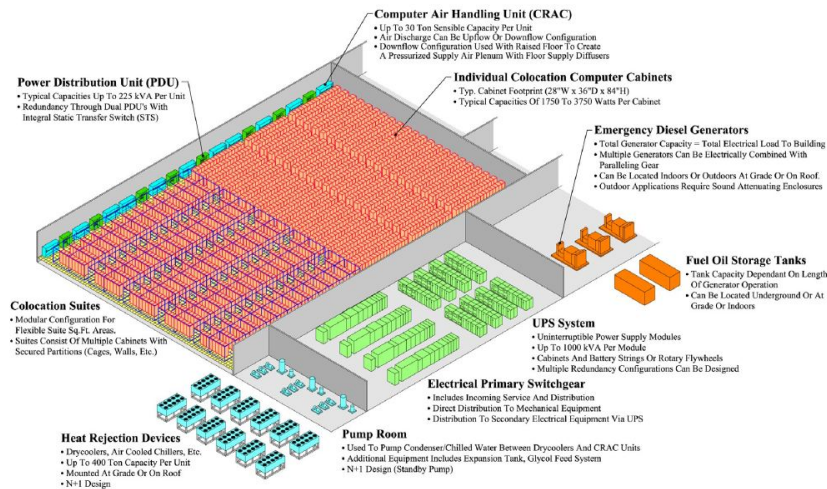 Computer Air Handling Unit (CRAC)
• Up To 30 Ton Sensible Capacity Per Unit
• Air Discharge Can Be Upflow Or Downflow Configuration
• Downflow Configuration Used With Raised Floor To Create
A Pressurized Supply Air Plenum With Floor Supply Diffusers
Power Distribution Unit (PDU)
• Typical Capacities Up To 225 kVA Per Unit
• Redundancy Through Dual PDU's With
Integral Static Transfer Switch (STS)
Individual Colocation Computer Cabinets
• Typ. Cabinet Footprint (28"W x 36"D x 84"H)
• Typical Capacities Of 1750 To 3750 Watts Per Cabinet
Emergency Diesel Generators
• Total Generator Capacity = Total Electrical Load To Building
• Multiple Generators Can Be Electrically Combined With
Paralleling Gear
• Can Be Located Indoors Or Outdoors At Grade Or On Roof.
• Outdoor Applications Require Sound Attenuating Enclosures
Fuel Oil Storage Tanks
• Tank Capacity Dependant On Length
Of Generator Operation
• Can Be Located Underground Or At
Grade Or Indoors
Colocation Suites
• Modular Configuration For
Flexible Suite Sq.Ft. Areas.
• Suites Consist Of Multiple Cabinets With
Secured Partitions (Cages, Walls, Etc.)
UPS System
• Uninterruptible Power Supply Modules
• Up To 1000 kVA Per Module
• Cabinets And Battery Strings Or Rotary Flywheels
• Multiple Redundancy Configurations Can Be Designed
Electrical Primary Switchgear
• Includes Incoming Service And Distribution
• Direct Distribution To Mechanical Equipment
• Distribution To Secondary Electrical Equipment Via UPS
Pump Room
• Used To Pump Condenser/Chilled Water Between Drycoolers And CRAC Units
• Additional Equipment Includes Expansion Tank, Glycol Feed System
• N+1 Design (Standby Pump)
Heat Rejection Devices
• Drycoolers, Air Cooled Chillers, Etc.
• Up To 400 Ton Capacity Per Unit
• Mounted At Grade Or On Roof
• N+1 Design